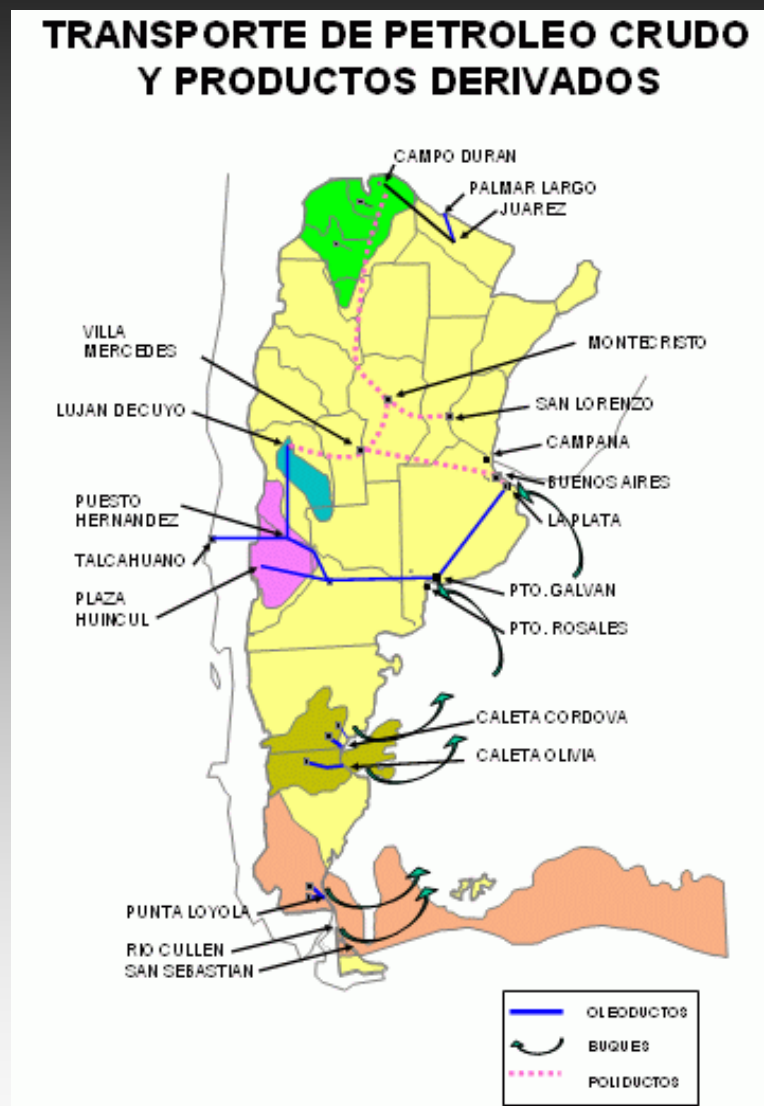 TRANSPORTE DE PETROLEO CRUDO
Y PRODUCTOS DERIVADOS
CAMPO DURAN
PALMAR LARGO
JUAREZ
VILLA
MERCEDES
MONTECRISTO
LUJAN DECUYO
SAN LORENZO
CAMPANA
BUENOS AIRES
LA PLATA
PUESTO
HERNANDEZ
TALCAHUANO
PLAZA
HUINCUL
PTO. GALVAN
PTO. ROSALES
CALETA CORDOVA
CALETA OLIVIA
PUNTA LOYOLA
RIO CULLEN
SAN SEBASTIAN
OLEODUCTOS
BUQUES
POLIDUCTOS